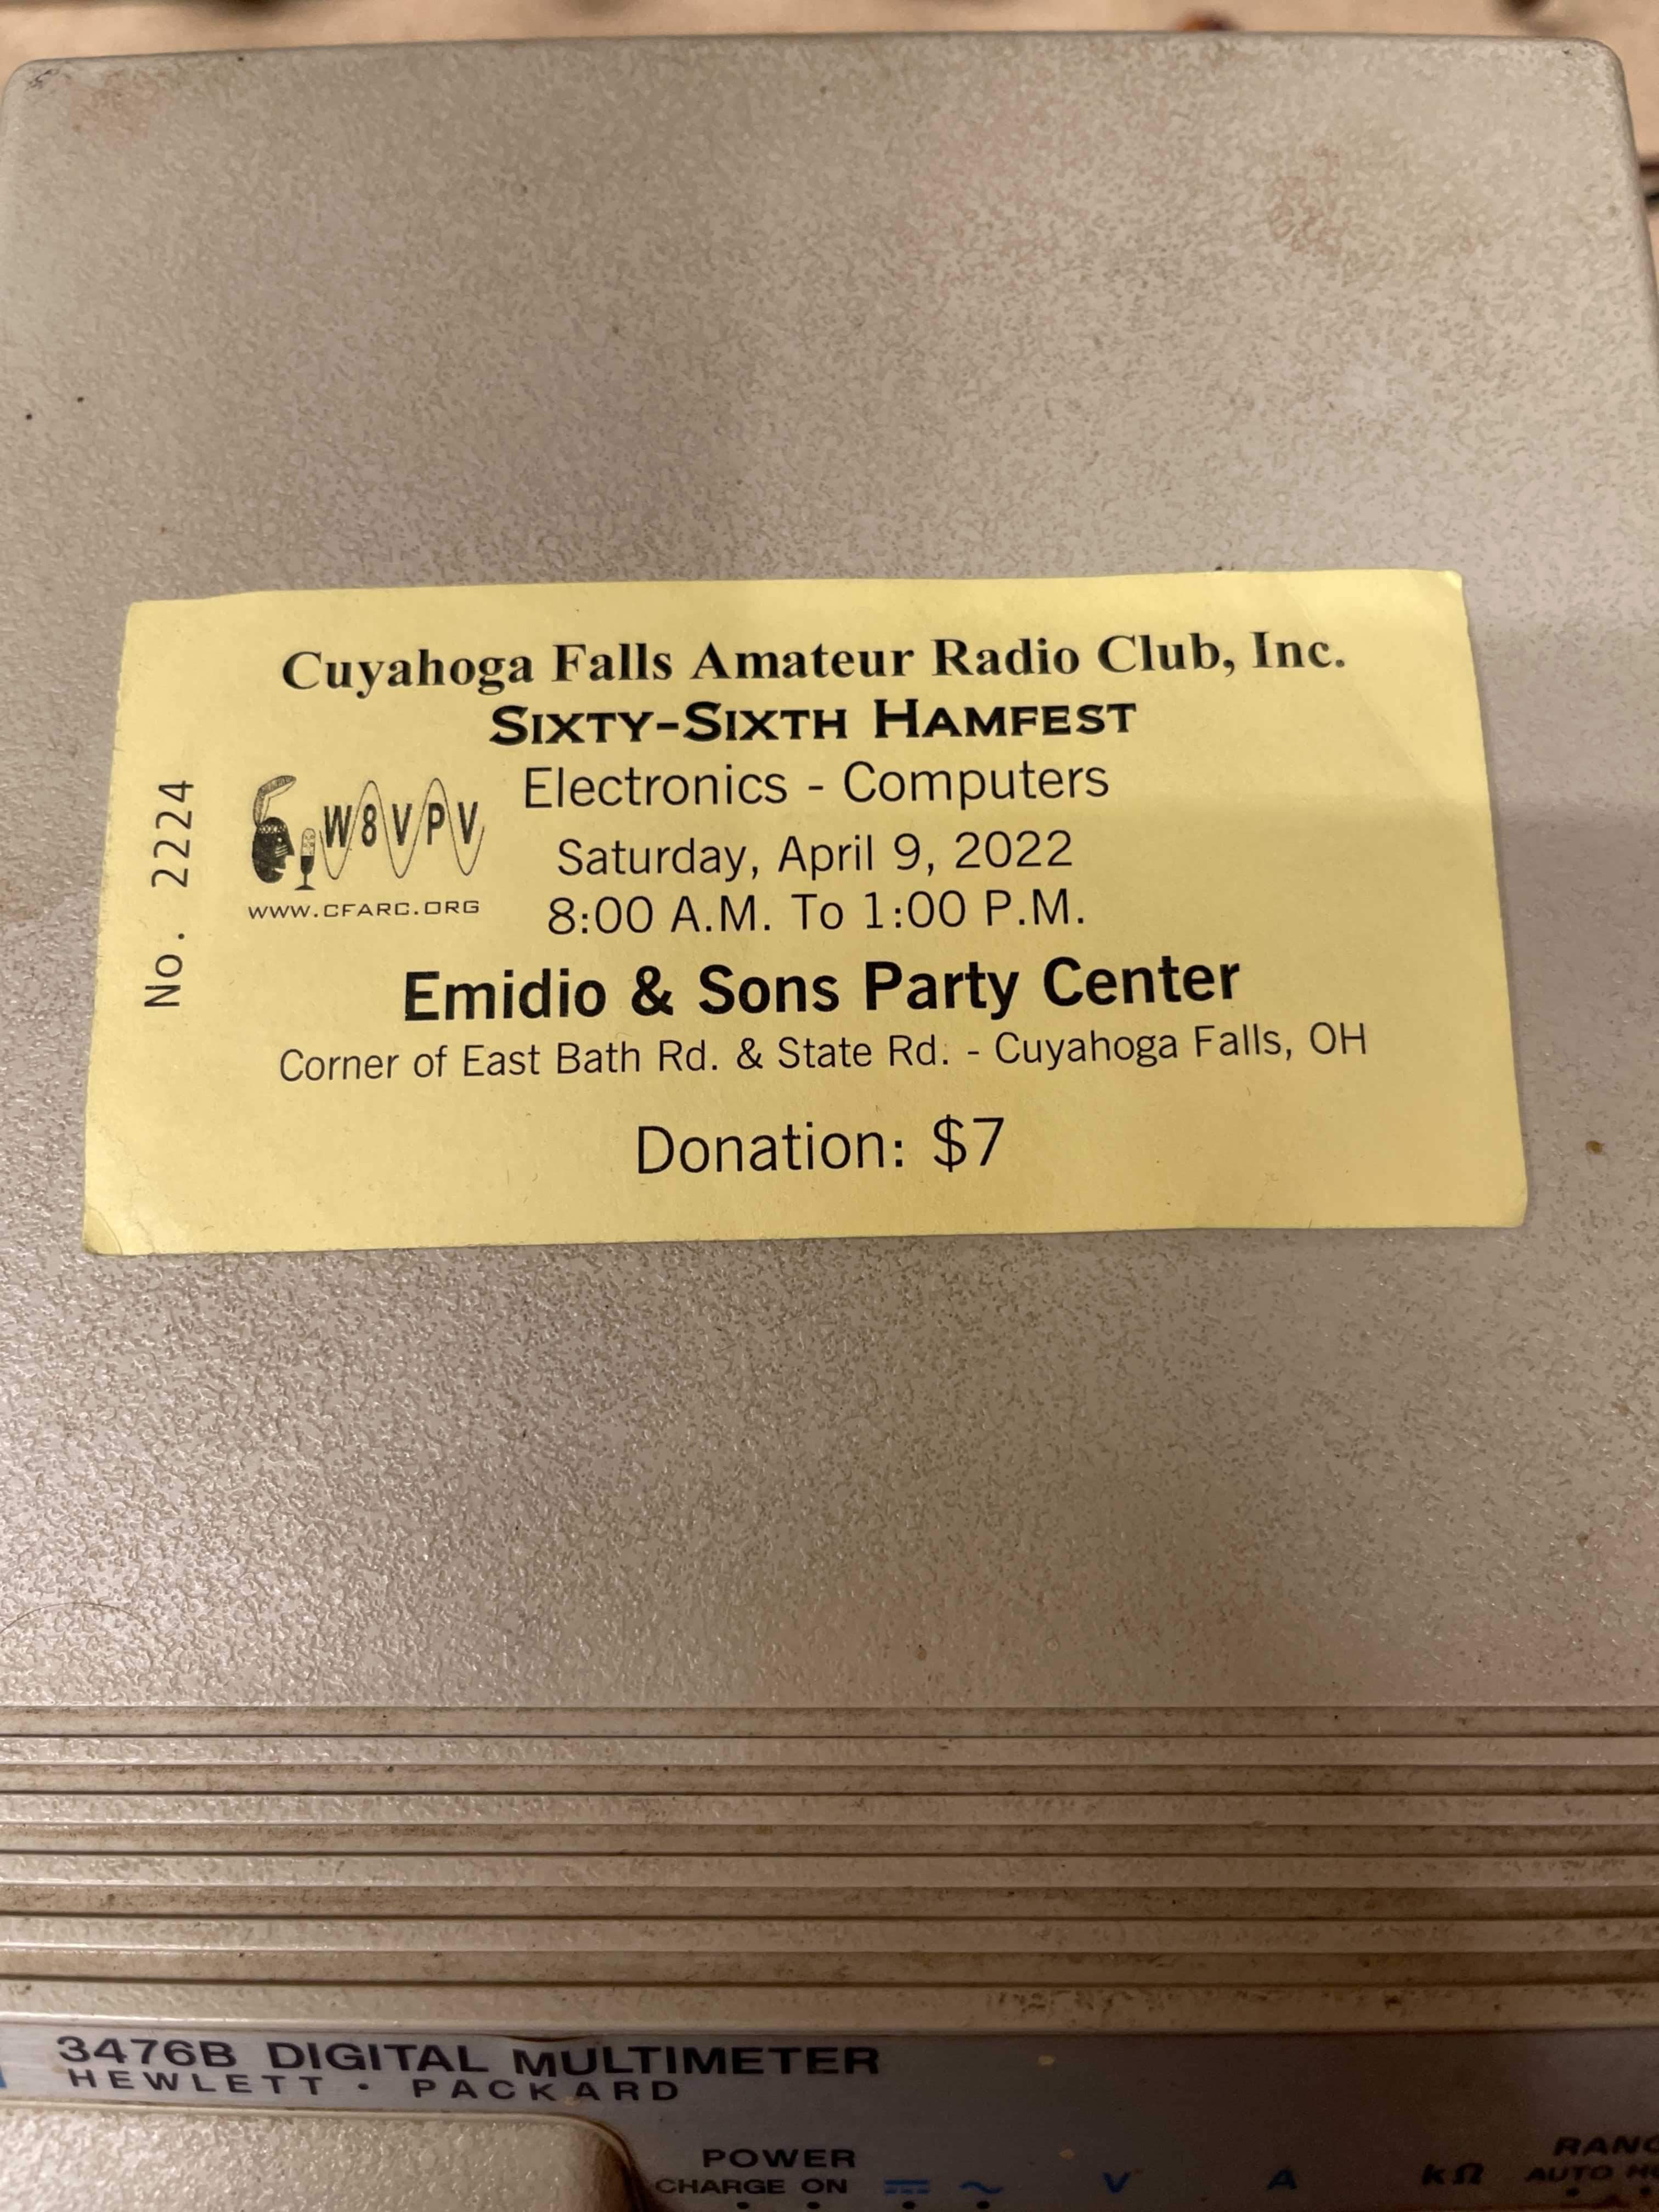 Cuyahoga Falls Amateur Radio Club, Inc.
SIXTY-SIXTH HAMFEST
Electronics - Computers
Saturday, April 9, 2022
8:00 A.M. To 1:00 P.M.
Emidio & Sons Party Center
Corner of East Bath Rd. & State Rd. - Cuyahoga Falls, OH
Donation: $7
No. 2224
W8VPV
WWW.CFARC.ORG
3476B DIGITAL MULTIMETER
HEWLETT • PACKARD
POWER
CHARGE ON
V A kΩ
AUTO